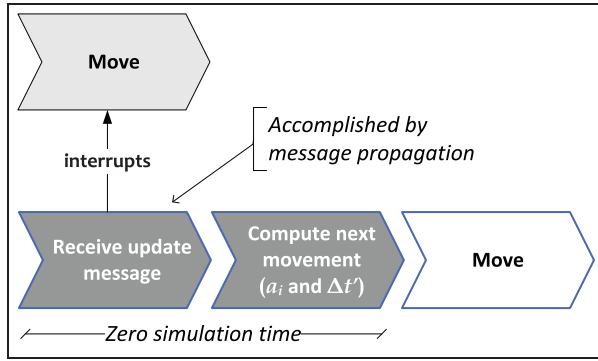 Move
Accomplished by
message propagation
interrupts
Receive update
message
Compute next
movement
(aᵢ and Δt′)
Move
Zero simulation time